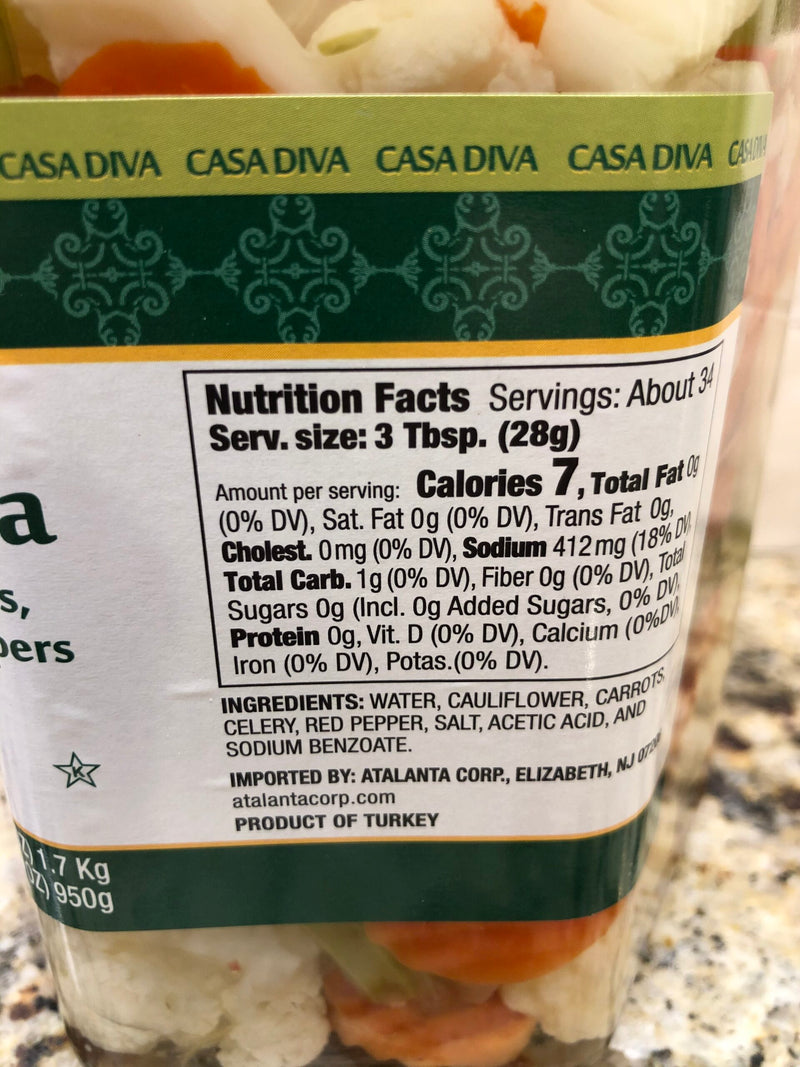 CASA DIVA CASA DIVA CASA DIVA CASA DIVA CASA DIVA
Nutrition Facts Servings: About 34
Serv. size: 3 Tbsp. (28g)
Amount per serving: Calories 7, Total Fat 0g
(0% DV), Sat. Fat 0g (0% DV), Trans Fat 0g,
Cholest. 0mg (0% DV), Sodium 412mg (18% DV),
Total Carb. 1g (0% DV), Fiber 0g (0% DV), Total
Sugars 0g (Incl. 0g Added Sugars, 0% DV),
Protein 0g, Vit. D (0% DV), Calcium (0%DV),
Iron (0% DV), Potas.(0% DV).
INGREDIENTS: WATER, CAULIFLOWER, CARROTS,
CELERY, RED PEPPER, SALT, ACETIC ACID, AND
SODIUM BENZOATE.
IMPORTED BY: ATALANTA CORP., ELIZABETH, NJ
atalantacorp.com
PRODUCT OF TURKEY
a
s,
pers
K
Z) 1.7 Kg
OZ) 950g